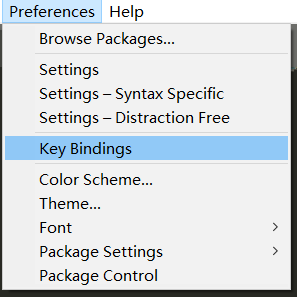 Preferences Help
Browse Packages...
Settings
Settings – Syntax Specific
Settings – Distraction Free
Key Bindings
Color Scheme...
Theme...
Font
Package Settings
Package Control